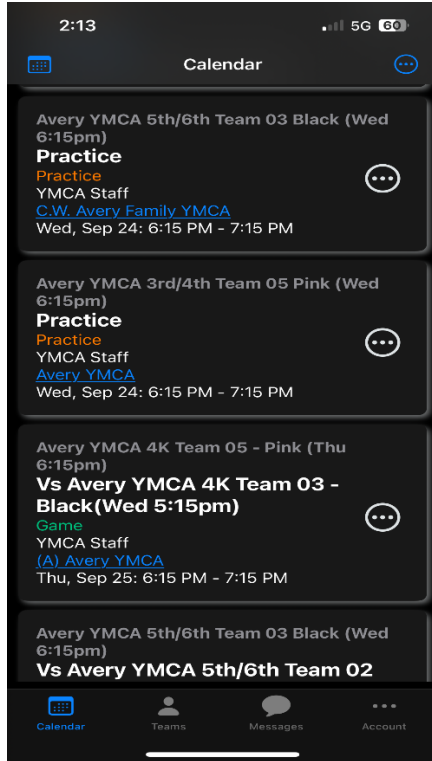 2:13
5G 60
Calendar
Avery YMCA 5th/6th Team 03 Black (Wed
6:15pm)
Practice
Practice
YMCA Staff
C.W. Avery Family YMCA
Wed, Sep 24: 6:15 PM - 7:15 PM
Avery YMCA 3rd/4th Team 05 Pink (Wed
6:15pm)
Practice
Practice
YMCA Staff
Avery YMCA
Wed, Sep 24: 6:15 PM - 7:15 PM
Avery YMCA 4K Team 05 - Pink (Thu
6:15pm)
Vs Avery YMCA 4K Team 03 -
Black(Wed 5:15pm)
Game
YMCA Staff
(A) Avery YMCA
Thu, Sep 25: 6:15 PM - 7:15 PM
Avery YMCA 5th/6th Team 03 Black (Wed
6:15pm)
Vs Avery YMCA 5th/6th Team 02
Calendar
Teams
Messages
Account